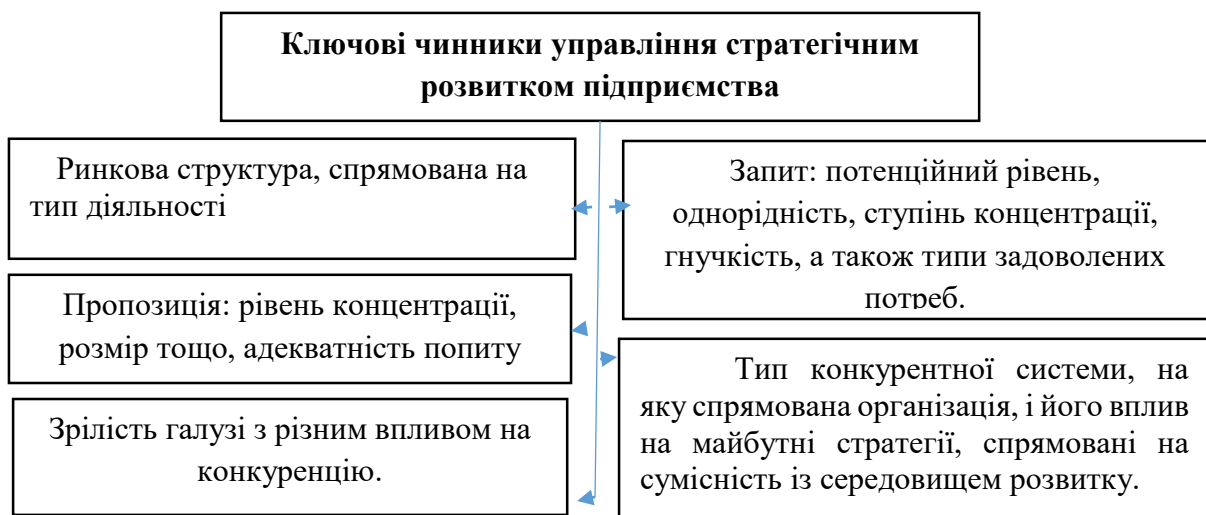 Ключові чинники управління стратегічним
розвитком підприємства
Ринкова структура, спрямована на
тип діяльності
Запит: потенційний рівень,
однорідність, ступінь концентрації,
гнучкість, а також типи задоволених
потреб.
Пропозиція: рівень концентрації,
розмір тощо, адекватність попиту
Тип конкурентної системи, на
яку спрямована організація, і його вплив
на майбутні стратегії, спрямовані на
сумісність із середовищем розвитку.
Зрілість галузі з різним впливом на
конкуренцію.